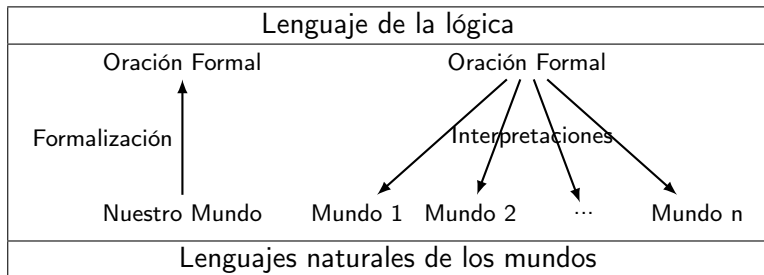 Lenguaje de la lógica
Oración Formal Oración Formal
Formalización Interpretaciones
Nuestro Mundo Mundo 1 Mundo 2 ... Mundo n
Lenguajes naturales de los mundos